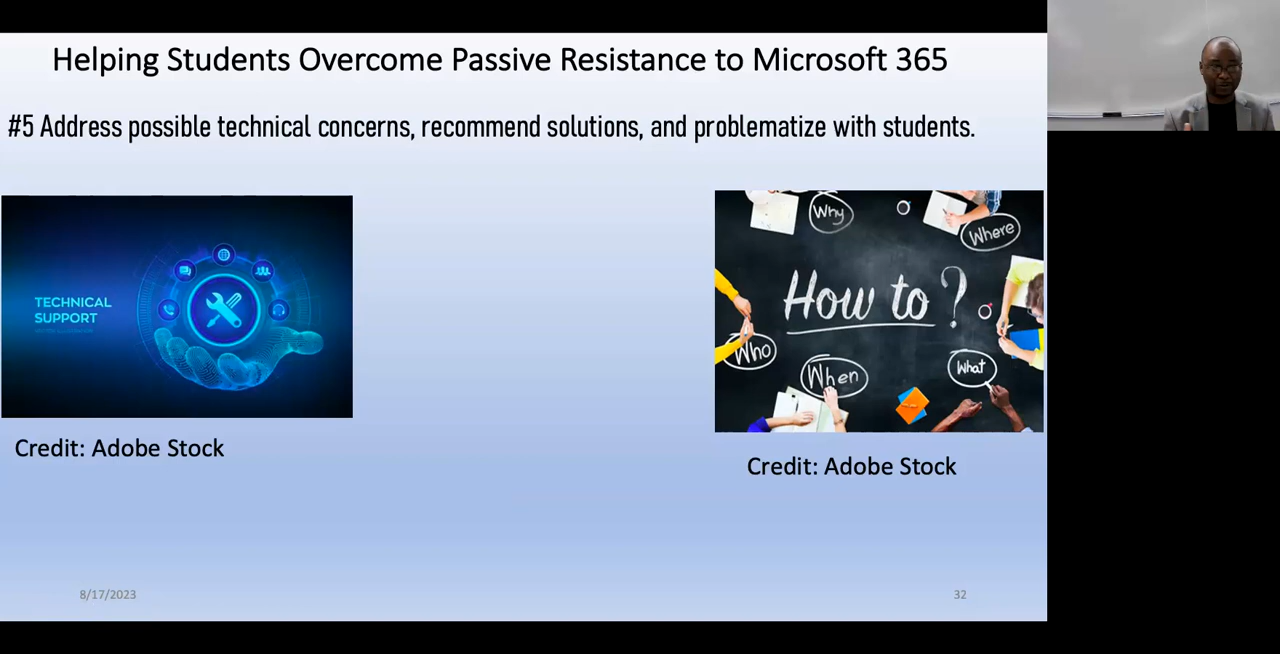 Helping Students Overcome Passive Resistance to Microsoft 365
#5 Address possible technical concerns, recommend solutions, and problematize with students.
TECHNICAL
SUPPORT
Why
Where
How to?
Who
When
What
Credit: Adobe Stock
Credit: Adobe Stock
8/17/2023
32